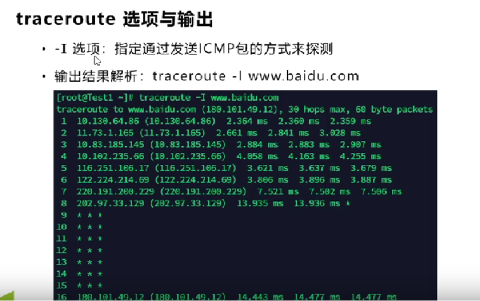 traceroute 选项与输出
• -I 选项：指定通过发送ICMP包的方式来探测
• 输出结果解析：traceroute -I www.baidu.com
[root@Test1 ~]# traceroute -I www.baidu.com
traceroute to www.baidu.com (180.101.49.12), 30 hops max, 60 byte packets
1 10.130.64.86 (10.130.64.86) 2.364 ms 2.360 ms 2.359 ms
2 11.73.1.165 (11.73.1.165) 2.661 ms 2.841 ms 3.028 ms
3 10.83.185.145 (10.83.185.145) 2.884 ms 2.883 ms 2.907 ms
4 10.102.235.66 (10.102.235.66) 4.058 ms 4.163 ms 4.255 ms
5 116.251.106.17 (116.251.106.17) 3.621 ms 3.637 ms 3.679 ms
6 122.224.214.69 (122.224.214.69) 3.806 ms 3.896 ms 3.887 ms
7 220.191.200.229 (220.191.200.229) 7.521 ms 7.502 ms 7.506 ms
8 202.97.33.129 (202.97.33.129) 13.935 ms 13.936 ms *
9 * * *
10 * * *
11 * * *
12 * * *
13 * * *
14 * * *
15 * * *
16 180.101.49.12 (180.101.49.12) 14.443 ms 14.477 ms 14.477 ms